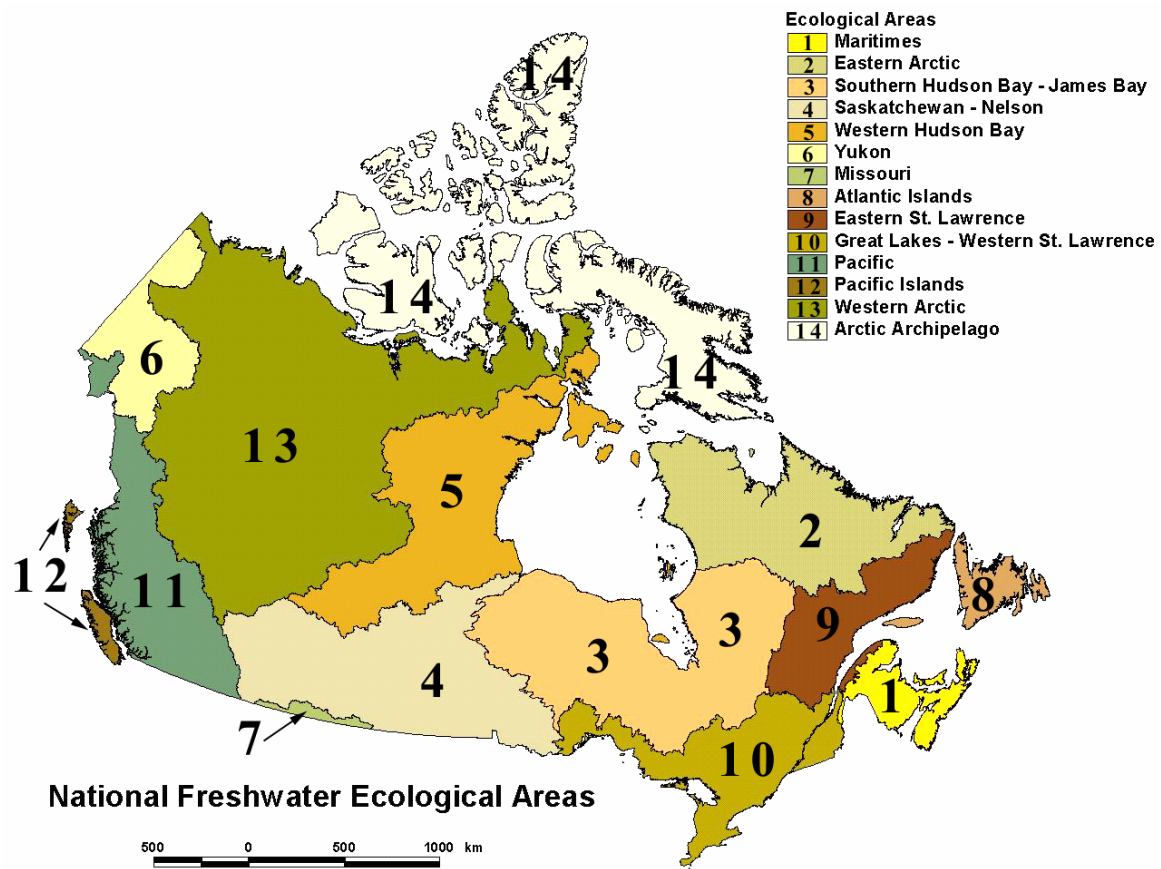 Ecological Areas
1 Maritimes
2 Eastern Arctic
3 Southern Hudson Bay - James Bay
4 Saskatchewan - Nelson
5 Western Hudson Bay
6 Yukon
7 Missouri
8 Atlantic Islands
9 Eastern St. Lawrence
10 Great Lakes - Western St. Lawrence
11 Pacific
12 Pacific Islands
13 Western Arctic
14 Arctic Archipelago
14
14
14
6
13
5
2
12
11
8
9
3
3
4
1
7
10
National Freshwater Ecological Areas
500 0 500 1000 km